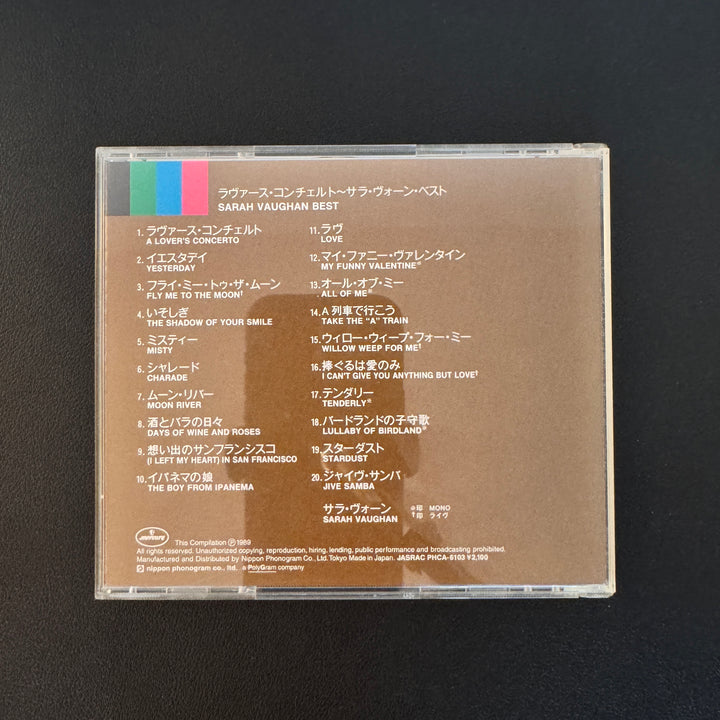 ラヴァース・コンチェルト〜サラ・ヴォーン・ベスト
SARAH VAUGHAN BEST
1. ラヴァース・コンチェルト
A LOVER'S CONCERTO
2. イエスタデイ
YESTERDAY
3. フライ・ミー・トゥ・ザ・ムーン
FLY ME TO THE MOON†
4. いそしぎ
THE SHADOW OF YOUR SMILE
5. ミスティー
MISTY
6. シャレード
CHARADE
7. ムーン・リバー
MOON RIVER
8. 酒とバラの日々
DAYS OF WINE AND ROSES
9. 想い出のサンフランシスコ
(I LEFT MY HEART) IN SAN FRANCISCO
10. イパネマの娘
THE BOY FROM IPANEMA
11. ラヴ
LOVE
12. マイ・ファニー・ヴァレンタイン
MY FUNNY VALENTINE※
13. オール・オブ・ミー
ALL OF ME※
14. A列車で行こう
TAKE THE "A" TRAIN
15. ウィロー・ウィープ・フォー・ミー
WILLOW WEEP FOR ME†
16. 捧ぐるは愛のみ
I CAN'T GIVE YOU ANYTHING BUT LOVE†
17. テンダリー
TENDERLY※
18. バードランドの子守歌
LULLABY OF BIRDLAND※
19. スターダスト
STARDUST
20. ジャイヴ・サンバ
JIVE SAMBA
サラ・ヴォーン
SARAH VAUGHAN
※印 MONO
†印 ライヴ
mercury
This Compilation ℗1989
All rights reserved. Unauthorized copying, reproduction, hiring, lending, public performance and broadcasting prohibited.
Manufactured and Distributed by Nippon Phonogram Co., Ltd. Tokyo Made in Japan. JASRAC PHCA-6103 ¥2,100
nippon phonogram co., ltd. a PolyGram company